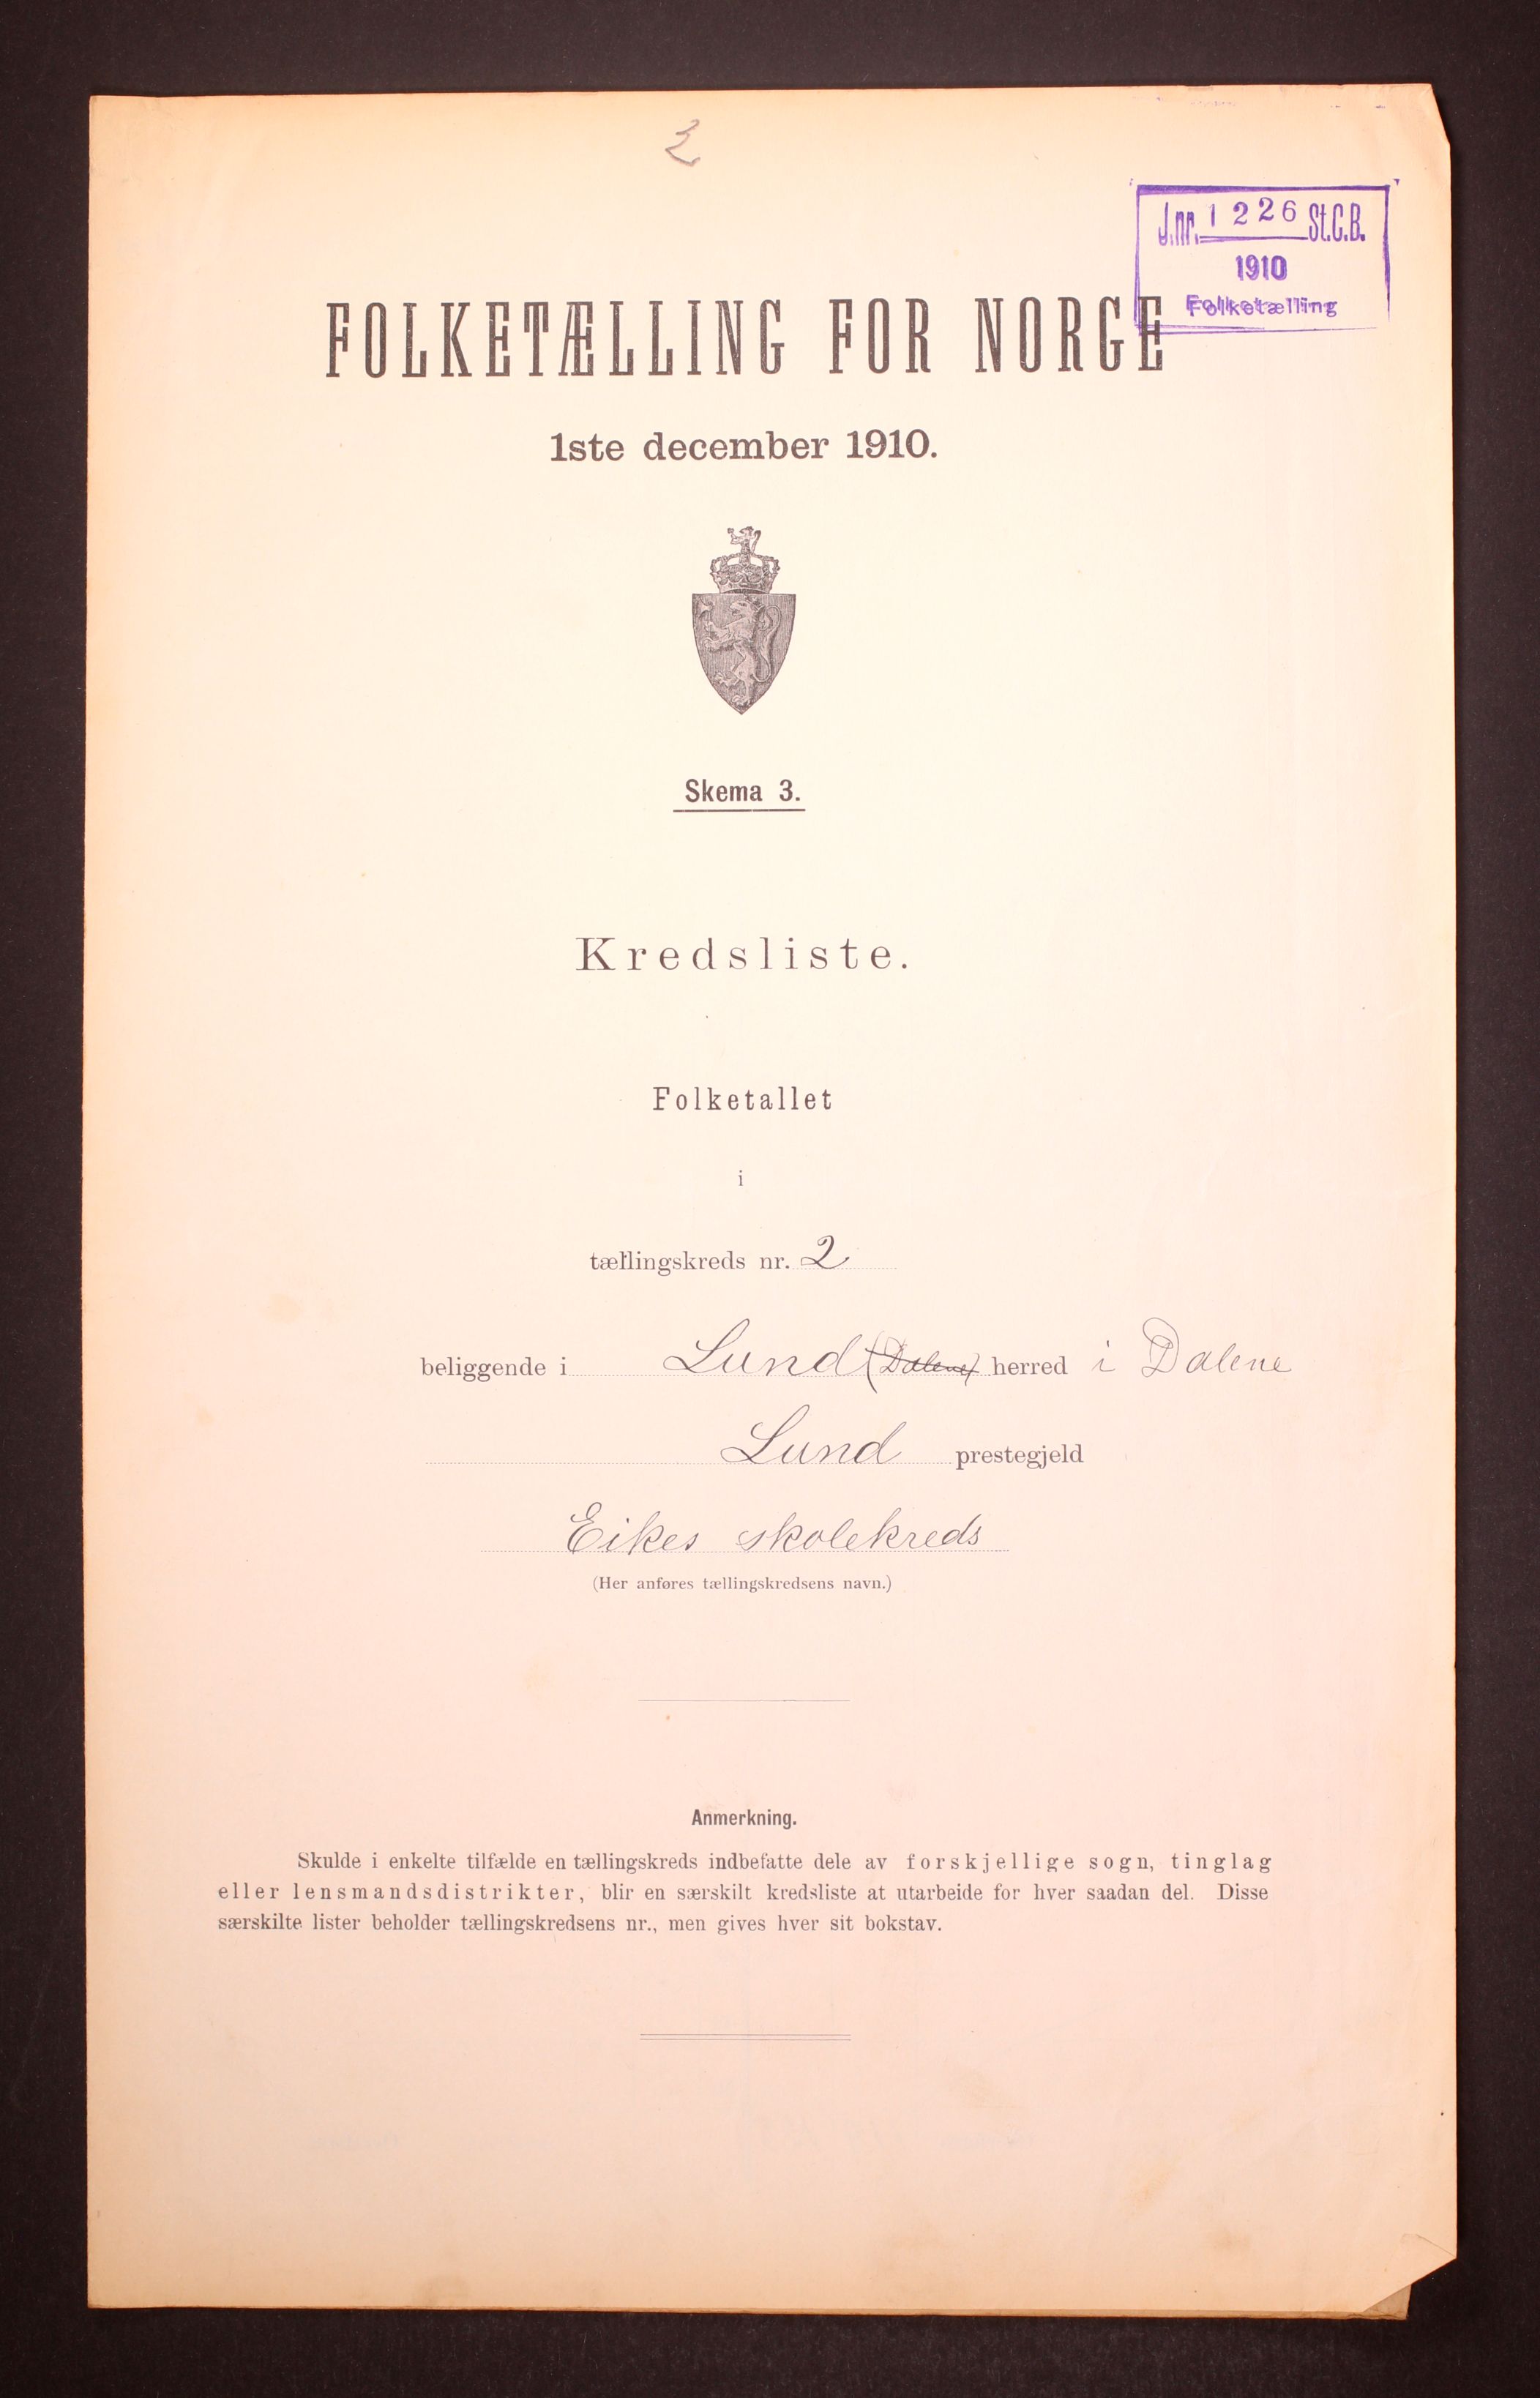 2
J.nr. 1226 St.C.B.
1910
Folketælling
FOLKETÆLLING FOR NORGE
1ste december 1910.
Skema 3.
Kredsliste.
Folketallet
i
tællingskreds nr. 2
beliggende i Lund (Dalene) herred i Dalene
Lund prestegjeld
Eikes skolekreds
(Her anføres tællingskredsens navn.)
Anmerkning.
Skulde i enkelte tilfælde en tællingskreds indbefatte dele av forskjellige sogn, tinglag
eller lensmandsdistrikter, blir en særskilt kredsliste at utarbeide for hver saadan del. Disse
særskilte lister beholder tællingskredsens nr., men gives hver sit bokstav.